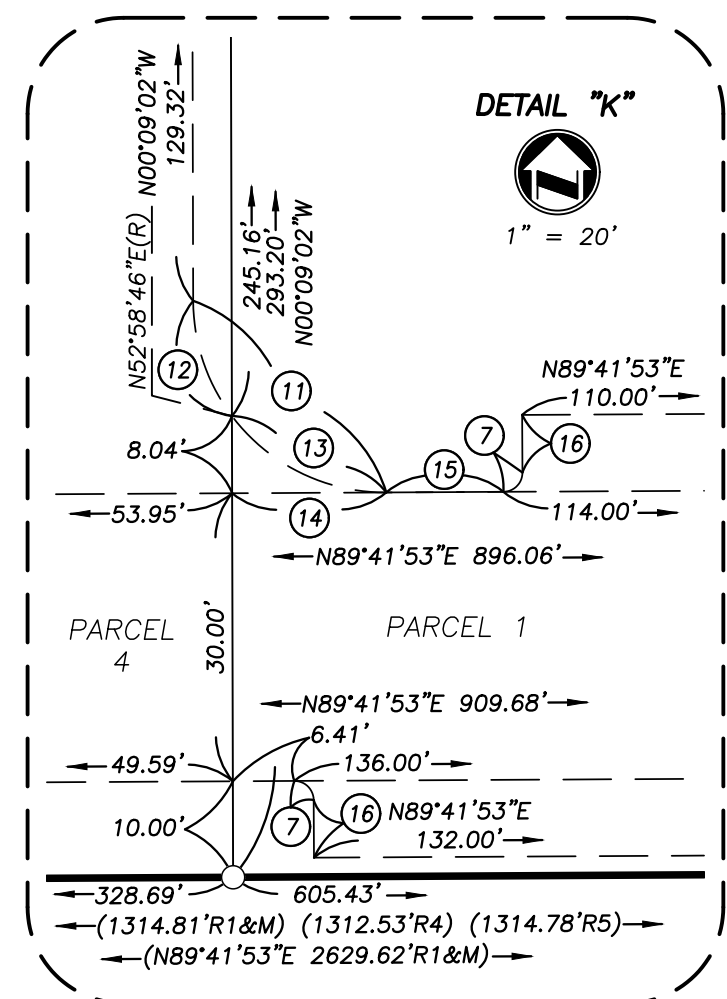 DETAIL "K"
N
1" = 20'
N00°09'02"W
129.32'
N52°58'46"E(R)
245.16'
293.20'
N00°09'02"W
12
11
N89°41'53"E
110.00'
8.04'
13
7
16
15
53.95'
14
114.00'
N89°41'53"E 896.06'
PARCEL
4
30.00'
PARCEL 1
N89°41'53"E 909.68'
6.41'
49.59'
136.00'
10.00'
7
16
N89°41'53"E
132.00'
328.69'
605.43'
(1314.81'R1&M) (1312.53'R4) (1314.78'R5)
(N89°41'53"E 2629.62'R1&M)